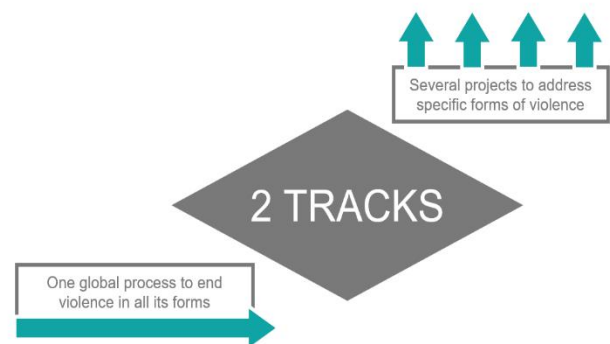 Several projects to address
specific forms of violence
2 TRACKS
One global process to end
violence in all its forms